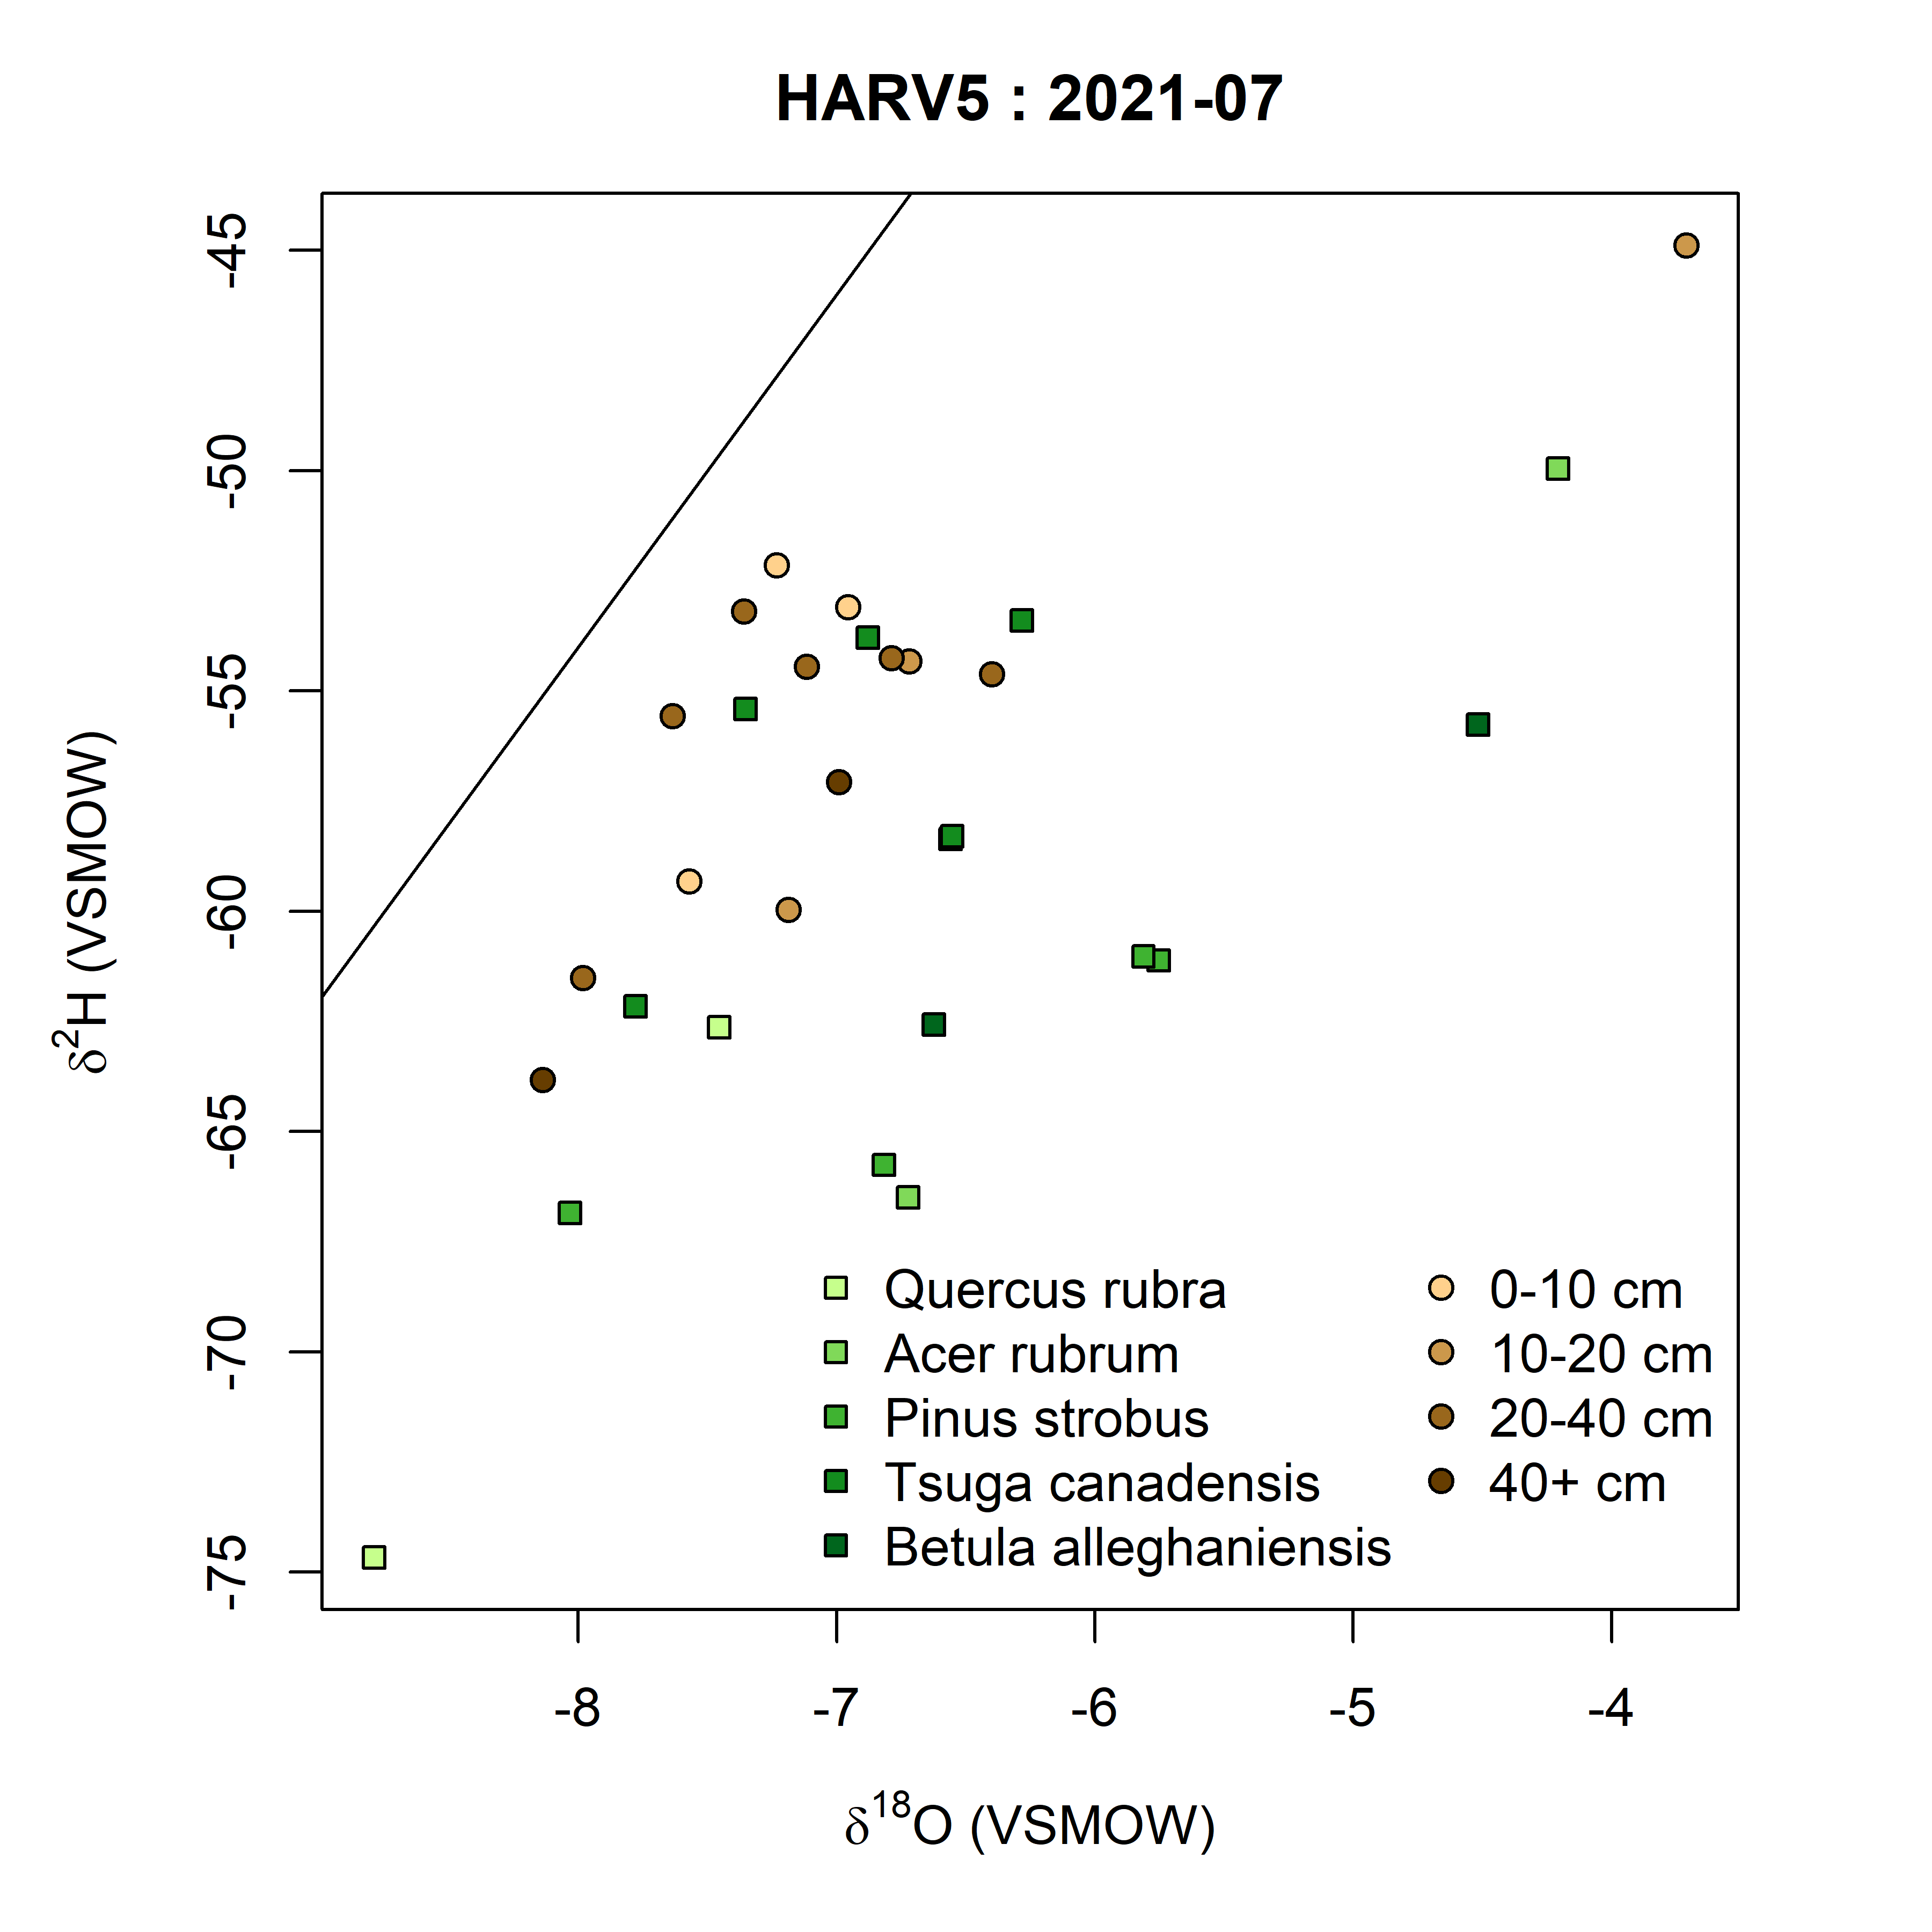 HARV5 : 2021-07
-45
-50
-55
-60
-65
-70
-75
δ²H (VSMOW)
Quercus rubra
Acer rubrum
Pinus strobus
Tsuga canadensis
Betula alleghaniensis
0-10 cm
10-20 cm
20-40 cm
40+ cm
-8 -7 -6 -5 -4
δ¹⁸O (VSMOW)